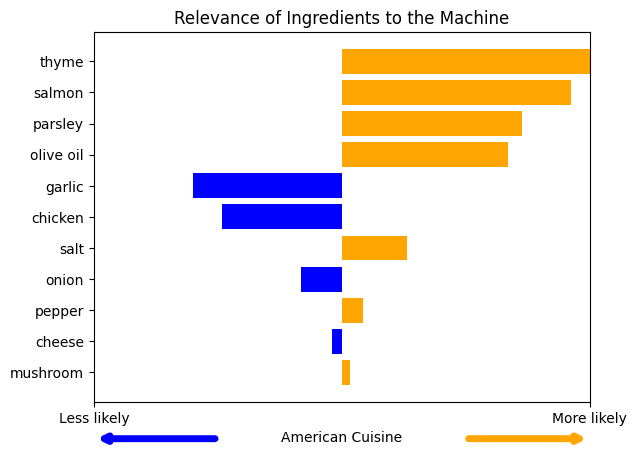 Relevance of Ingredients to the Machine
thyme
salmon
parsley
olive oil
garlic
chicken
salt
onion
pepper
cheese
mushroom
Less likely
More likely
American Cuisine